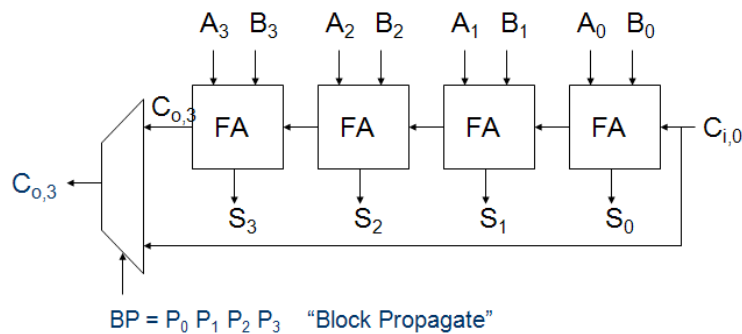 A₃ B₃ A₂ B₂ A₁ B₁ A₀ B₀
C₀,₃ FA FA FA FA Cᵢ,₀
Cₒ,₃
S₃ S₂ S₁ S₀
BP = P₀ P₁ P₂ P₃ “Block Propagate”